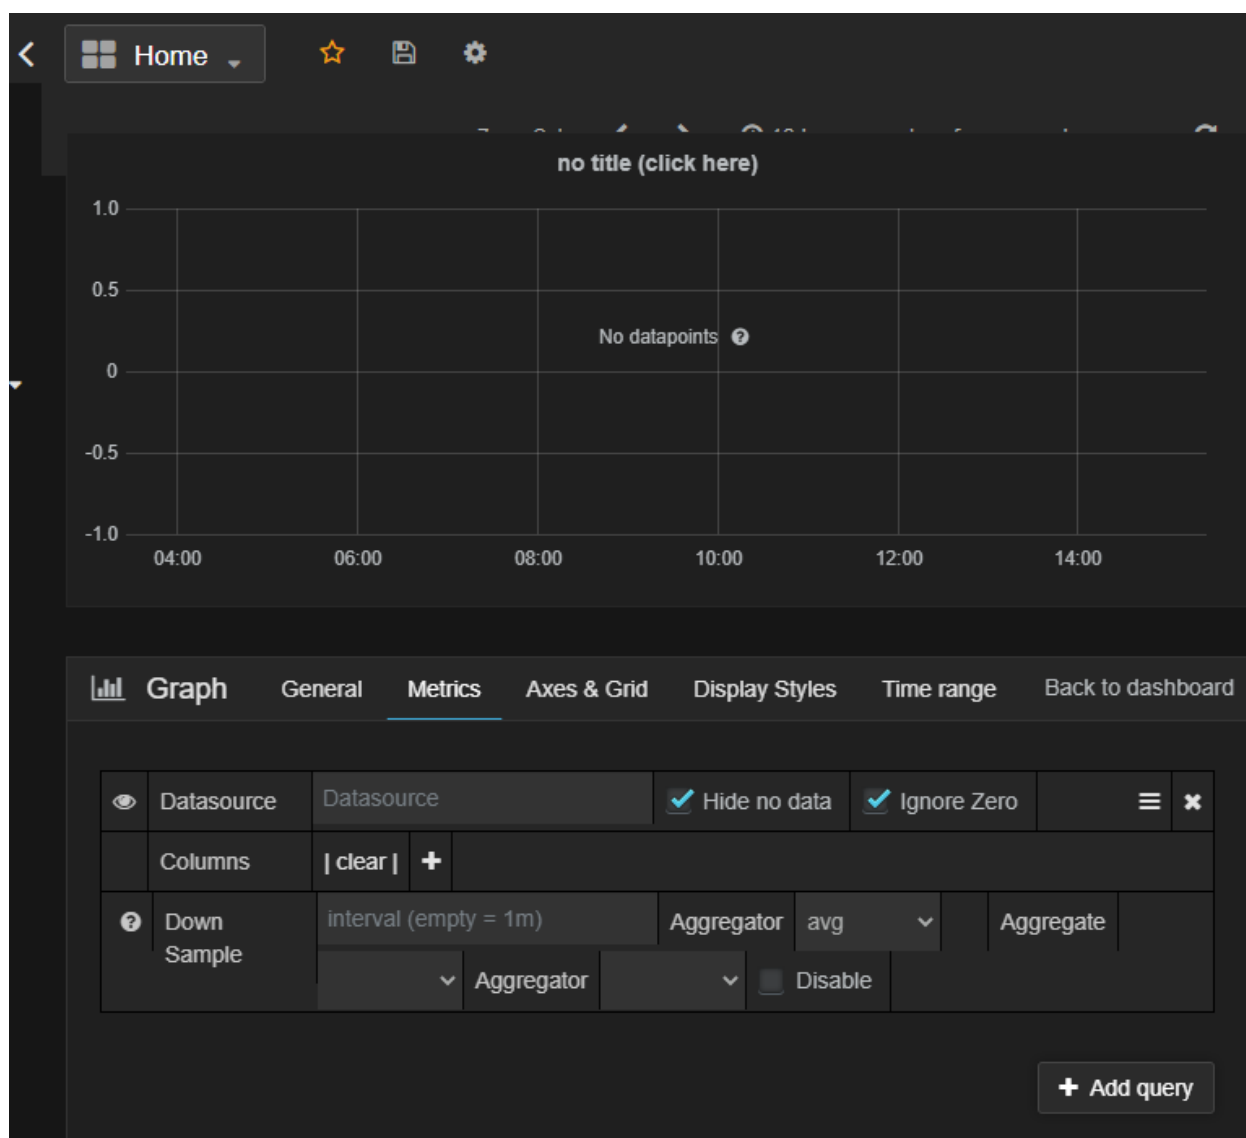 Home
no title (click here)
1.0
0.5
No datapoints
0
-0.5
-1.0
04:00 06:00 08:00 10:00 12:00 14:00
Graph General Metrics Axes & Grid Display Styles Time range Back to dashboard
Datasource Datasource Hide no data Ignore Zero
Columns | clear |
Down Sample interval (empty = 1m) Aggregator avg Aggregate
Aggregator Disable
Add query